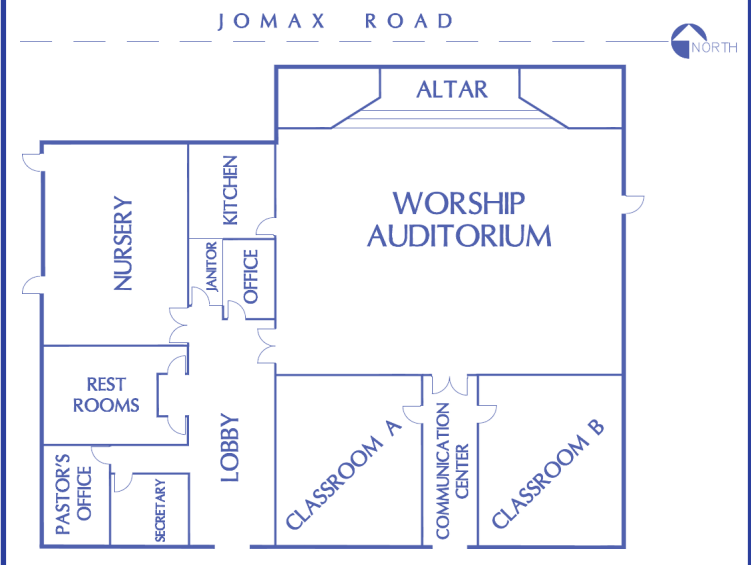 JOMAX ROAD
NORTH
ALTAR
WORSHIP
AUDITORIUM
KITCHEN
NURSERY
JANITOR
OFFICE
REST
ROOMS
LOBBY
CLASSROOM A
COMMUNICATION
CENTER
CLASSROOM B
PASTOR'S
OFFICE
SECRETARY